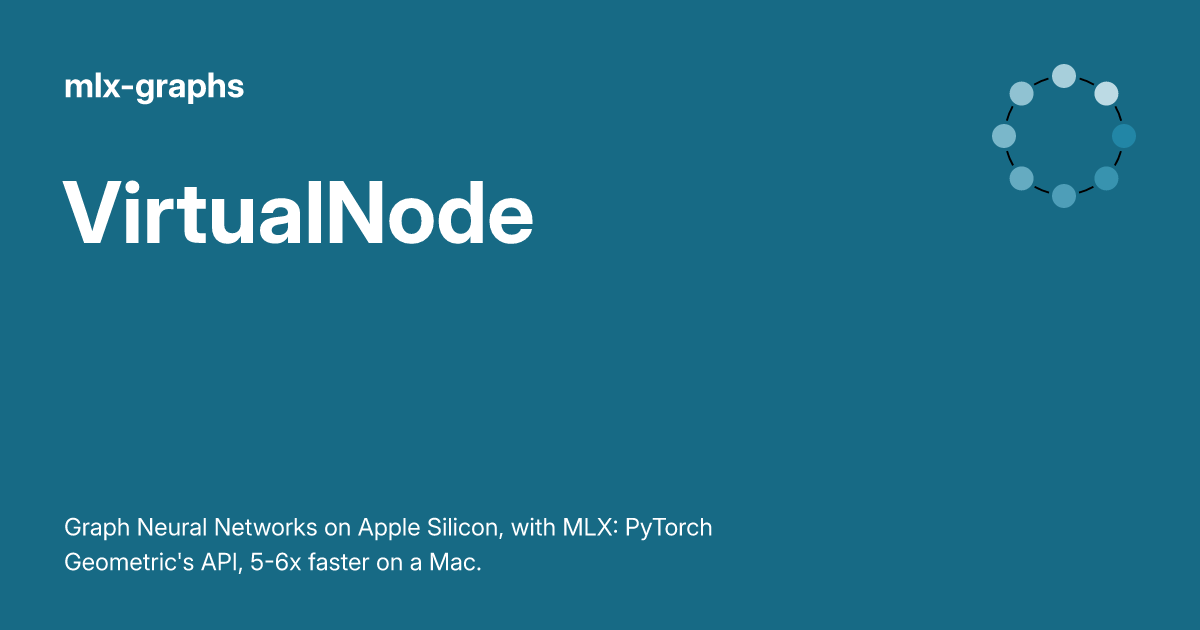 mlx-graphs
VirtualNode
Graph Neural Networks on Apple Silicon, with MLX: PyTorch
Geometric's API, 5-6x faster on a Mac.